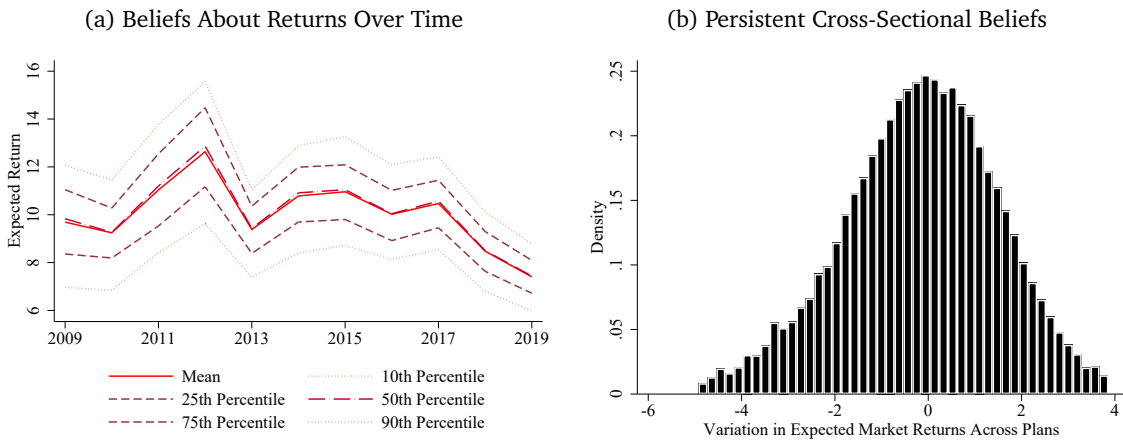 (a) Beliefs About Returns Over Time
Expected Return
16
14
12
10
8
6
2009
2011
2013
2015
2017
2019
Mean
10th Percentile
25th Percentile
50th Percentile
75th Percentile
90th Percentile
(b) Persistent Cross-Sectional Beliefs
Density
.25
.2
.15
.1
.05
0
-6
-4
-2
0
2
4
Variation in Expected Market Returns Across Plans